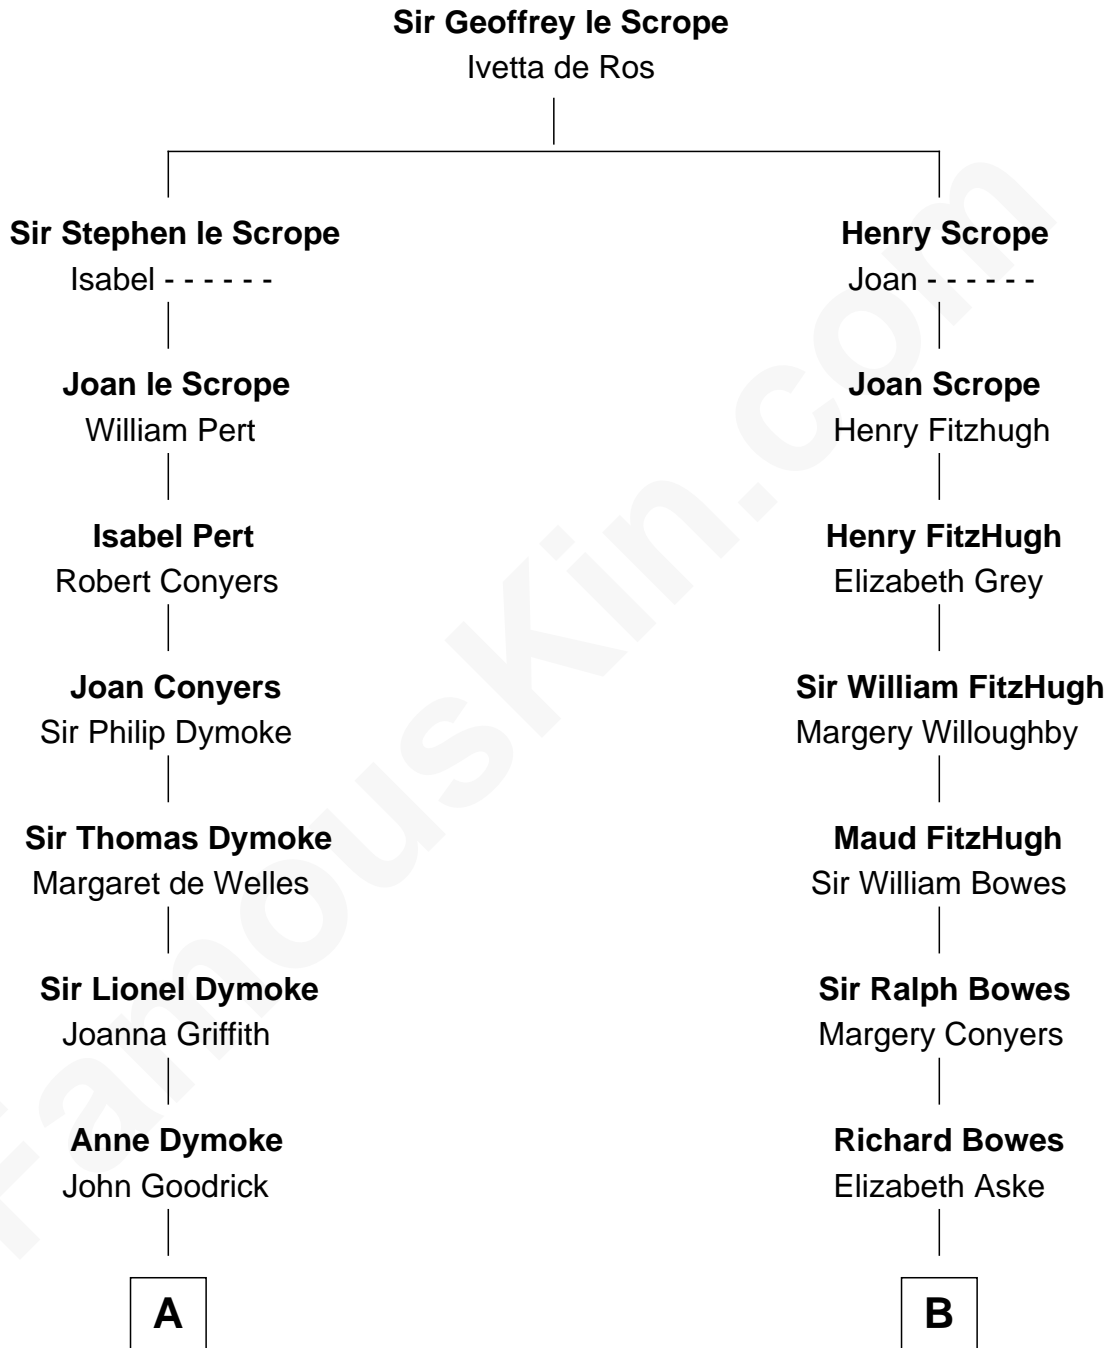 Sir Geoffrey le Scrope
Ivetta de Ros
Sir Stephen le Scrope
Isabel - - - - - -
Joan le Scrope
William Pert
Isabel Pert
Robert Conyers
Joan Conyers
Sir Philip Dymoke
Sir Thomas Dymoke
Margaret de Welles
Sir Lionel Dymoke
Joanna Griffith
Anne Dymoke
John Goodrick
A
Henry Scrope
Joan - - - - - -
Joan Scrope
Henry Fitzhugh
Henry FitzHugh
Elizabeth Grey
Sir William FitzHugh
Margery Willoughby
Maud FitzHugh
Sir William Bowes
Sir Ralph Bowes
Margery Conyers
Richard Bowes
Elizabeth Aske
B
FamousKin.com